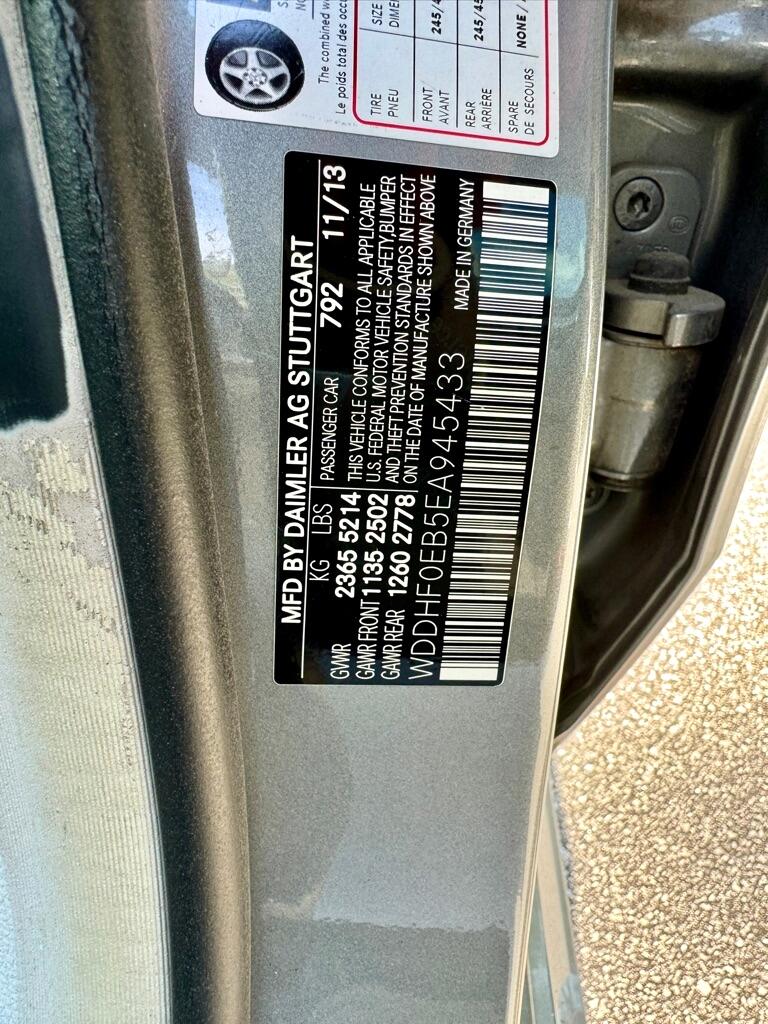 The combined w
Le poids total des occ
TIRE SIZE
PNEU DIMEN
FRONT 245/4
AVANT
REAR 245/45
ARRIÈRE
SPARE NONE/
DE SECOURS
MFD BY DAIMLER AG STUTTGART
KG LBS PASSENGER CAR 792 11/13
GVWR 2365 5214
GAWR FRONT 1135 2502
GAWR REAR 1260 2778
THIS VEHICLE CONFORMS TO ALL APPLICABLE
U.S. FEDERAL MOTOR VEHICLE SAFETY,BUMPER
AND THEFT PREVENTION STANDARDS IN EFFECT
ON THE DATE OF MANUFACTURE SHOWN ABOVE
WDDHF0EB5EA945433 MADE IN GERMANY